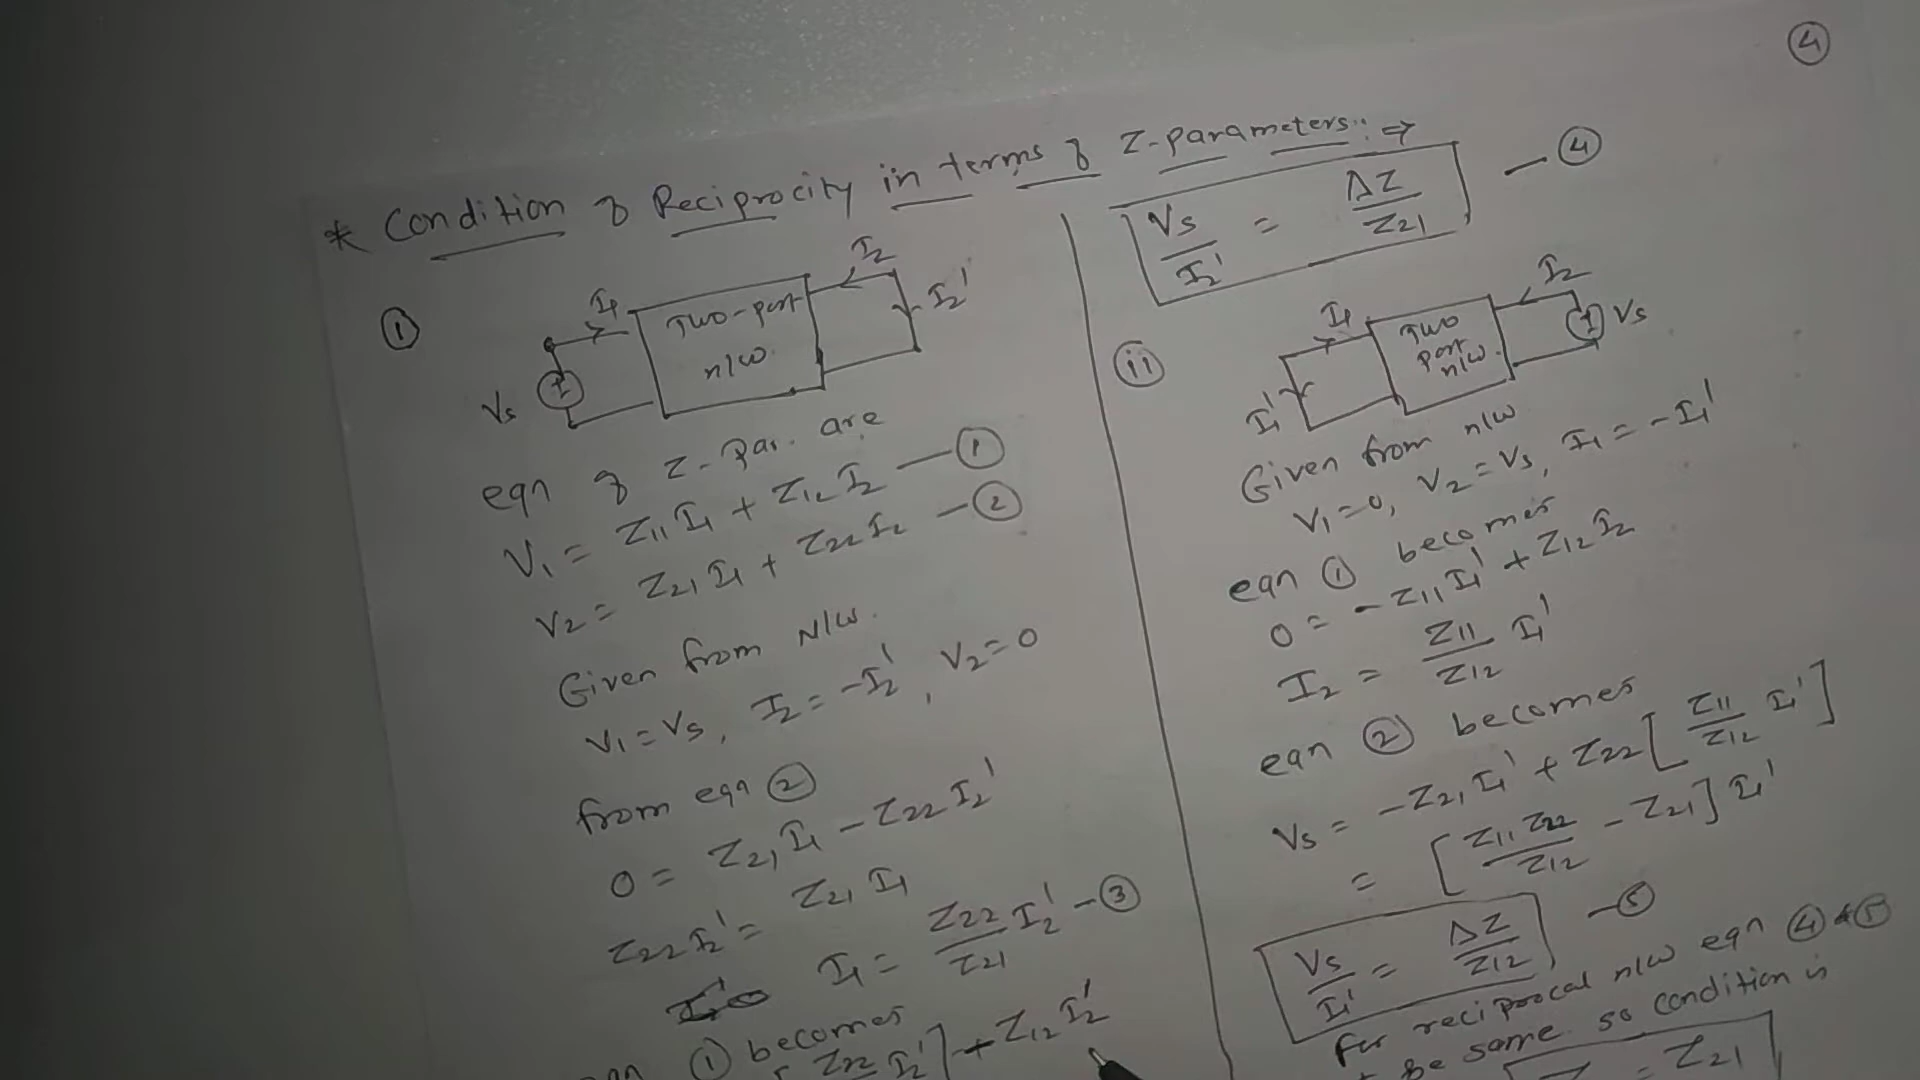 4
* Condition of Reciprocity in terms of Z-parameters:⇒
①
I1
I2
Two-port
n/w.
I2'
Vs
eqn of Z-par. are
V1 = Z11 I1 + Z12 I2 —①
V2 = Z21 I1 + Z22 I2 —②
Given from N/W.
V1 = Vs, I2 = -I2', V2 = 0
from eqn ②
0 = Z21 I1 - Z22 I2'
Z22 I2' = Z21 I1
I1 = Z22/Z21 I2' -③
① becomes
Z22 I2'] + Z12 I2'
Vs/I2' = ΔZ/Z21 —④
ii
I1
I2
Two
port
n/w.
Vs
I1'
Given from n/w
V1=0, V2=Vs, I1=-I1'
eqn ① becomes
0 = -Z11 I1' + Z12 I2
I2 = Z11/Z12 I1'
eqn ② becomes
Vs = -Z21 I1' + Z22 [Z11/Z12 I1']
= [Z11 Z22/Z12 - Z21] I1'
Vs/I1' = ΔZ/Z12 —⑤
for reciprocal n/w eqn ④ & ⑤
be same. so condition is
= Z21